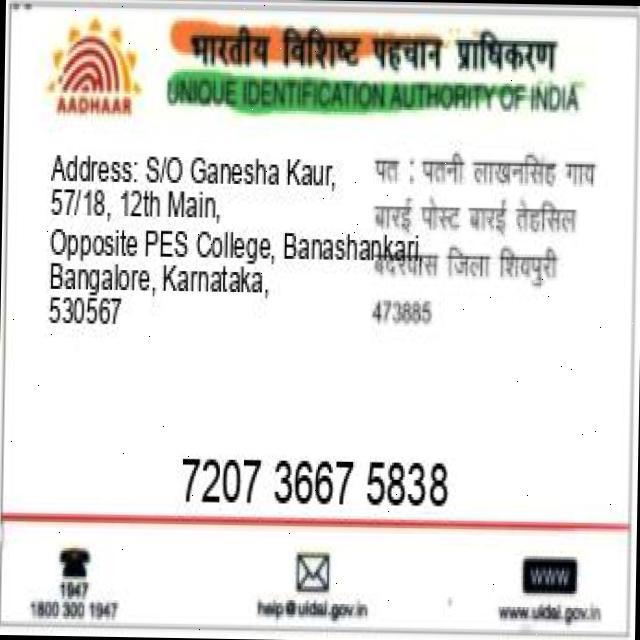 भारतीय विशिष्ट पहचान प्राधिकरण
UNIQUE IDENTIFICATION AUTHORITY OF INDIA
AADHAAR
Address: S/O Ganesha Kaur,
57/18, 12th Main,
Opposite PES College, Banashankari,
Bangalore, Karnataka,
530567
पत : पतनी लाखनसिंह गाय
बारई पोस्ट बारई तेहसिल
बदरवास जिला शिवपुरी
473885
7207 3667 5838
1947
1800 300 1947
help@uidai.gov.in
WWW
www.uidai.gov.in